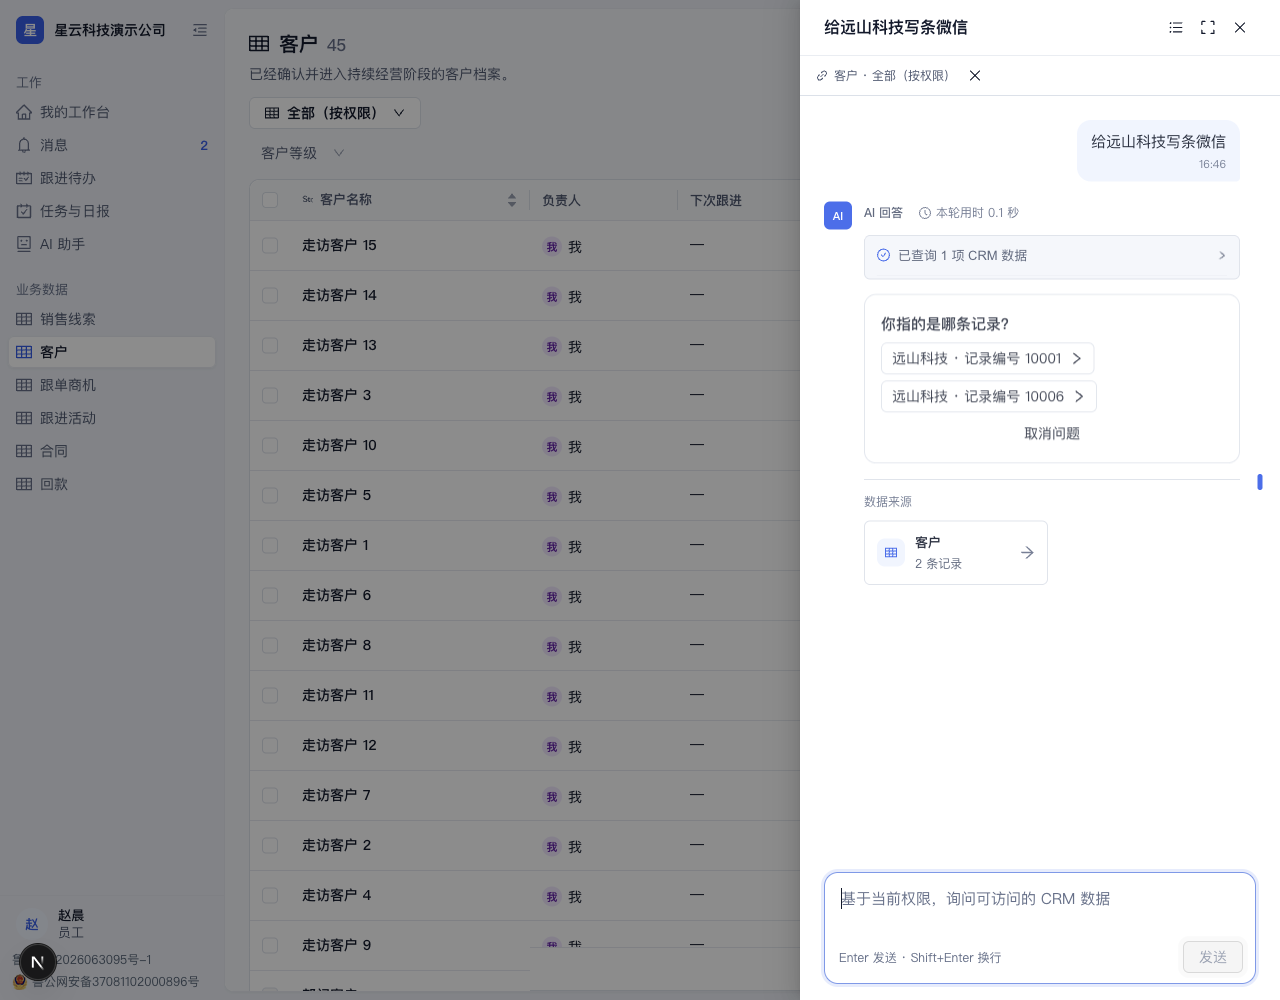 星
星云科技演示公司
工作
我的工作台
消息
2
跟进待办
任务与日报
AI 助手
业务数据
销售线索
客户
跟单商机
跟进活动
合同
回款
赵
赵晨
员工
2026063095号-1
N
鲁公网安备37081102000896号
客户 45
已经确认并进入持续经营阶段的客户档案。
全部（按权限）
客户等级
Str 客户名称
负责人
下次跟进
走访客户 15
我 我
—
走访客户 14
我 我
—
走访客户 13
我 我
—
走访客户 3
我 我
—
走访客户 10
我 我
—
走访客户 5
我 我
—
走访客户 1
我 我
—
走访客户 6
我 我
—
走访客户 8
我 我
—
走访客户 11
我 我
—
走访客户 12
我 我
—
走访客户 7
我 我
—
走访客户 2
我 我
—
走访客户 4
我 我
—
走访客户 9
我 我
—
给远山科技写条微信
客户 · 全部（按权限）
给远山科技写条微信
16:46
AI
AI 回答
本轮用时 0.1 秒
已查询 1 项 CRM 数据
你指的是哪条记录?
远山科技 · 记录编号 10001
远山科技 · 记录编号 10006
取消问题
数据来源
客户
2 条记录
基于当前权限，询问可访问的 CRM 数据
Enter 发送 · Shift+Enter 换行
发送